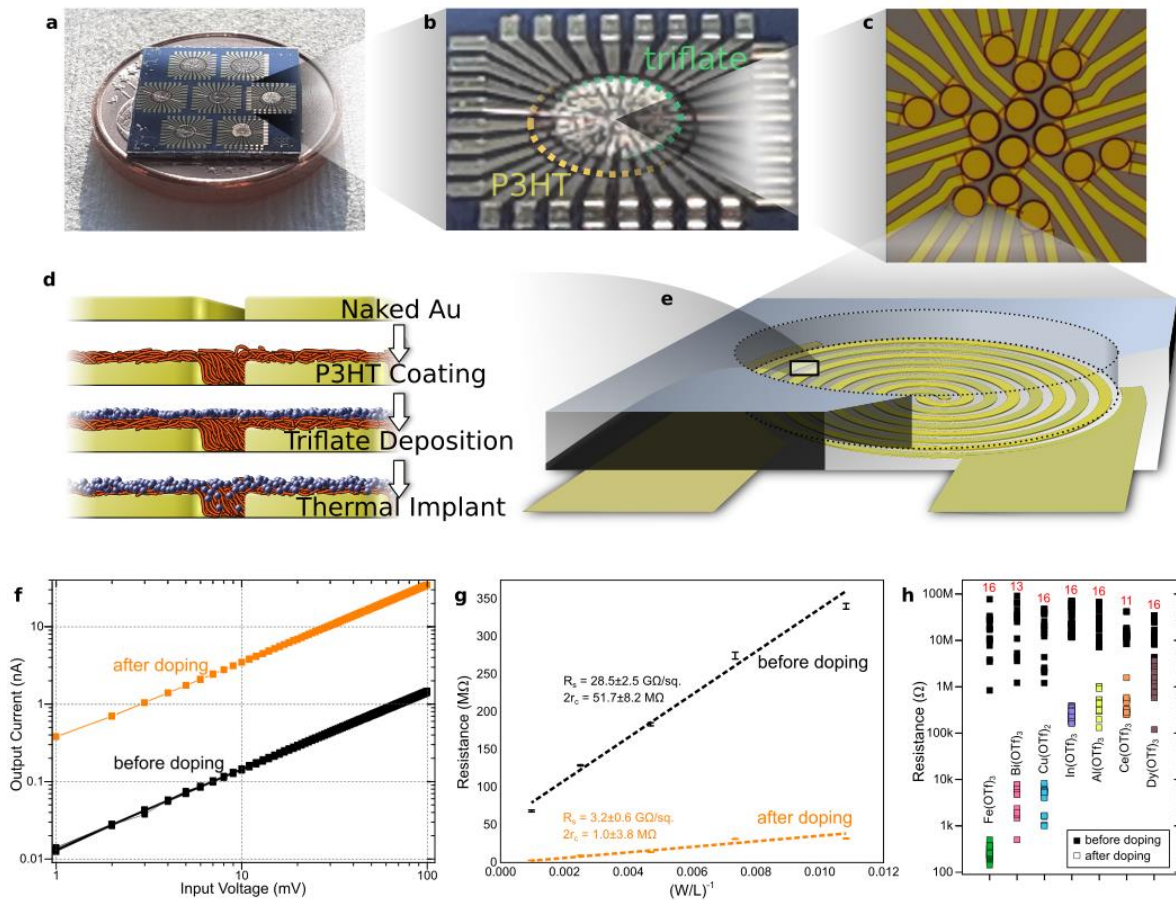 a
b
c
triflate
P3HT
d
Naked Au
P3HT Coating
Triflate Deposition
Thermal Implant
e
f
10
1
0.1
0.01
Output Current (nA)
after doping
before doping
1
10
100
Input Voltage (mV)
g
350
300
250
200
150
100
50
0
Resistance (MΩ)
before doping
Rₛ = 28.5±2.5 GΩ/sq.
2r꜀ = 51.7±8.2 MΩ
after doping
Rₛ = 3.2±0.6 GΩ/sq.
2r꜀ = 1.0±3.8 MΩ
0.000 0.002 0.004 0.006 0.008 0.010 0.012
(W/L)⁻¹
h
16 13 16 16 16 11 16
100M
10M
1M
100k
10k
1k
100
Resistance (Ω)
Fe(OTf)₃
Bi(OTf)₃
Cu(OTf)₂
In(OTf)₃
Al(OTf)₃
Ce(OTf)₃
Dy(OTf)₃
before doping
after doping